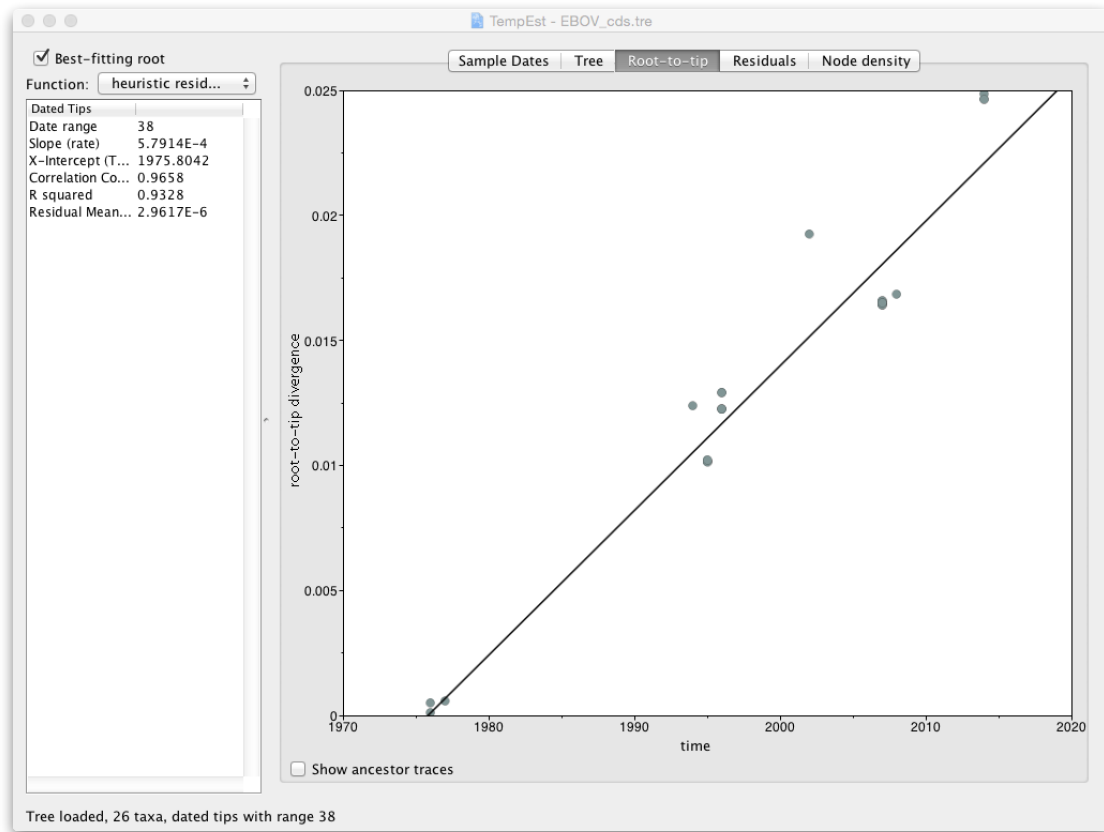 TempEst - EBOV_cds.tre
Best-fitting root
Function: heuristic resid...
Sample Dates Tree Root-to-tip Residuals Node density
Dated Tips
Date range 38
Slope (rate) 5.7914E-4
X-Intercept (T... 1975.8042
Correlation Co... 0.9658
R squared 0.9328
Residual Mean... 2.9617E-6
0.025
0.02
0.015
0.01
0.005
0
root-to-tip divergence
1970 1980 1990 2000 2010 2020
time
Show ancestor traces
Tree loaded, 26 taxa, dated tips with range 38